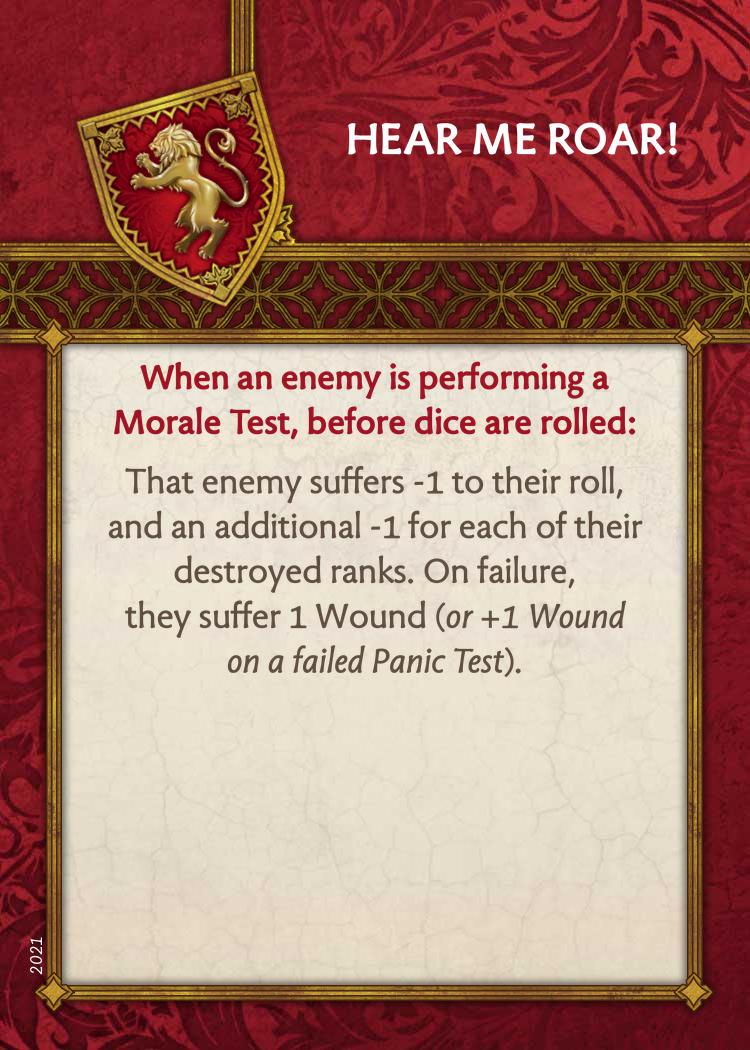 HEAR ME ROAR!
When an enemy is performing a
Morale Test, before dice are rolled:
That enemy suffers -1 to their roll,
and an additional -1 for each of their
destroyed ranks. On failure,
they suffer 1 Wound (or +1 Wound
on a failed Panic Test).
2021